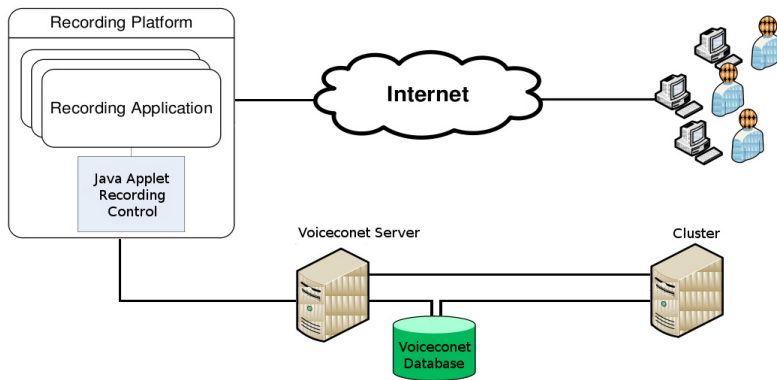 Recording Platform
Recording Application
Java Applet
Recording
Control
Internet
Voiceconet Server
Cluster
Voiceconet
Database